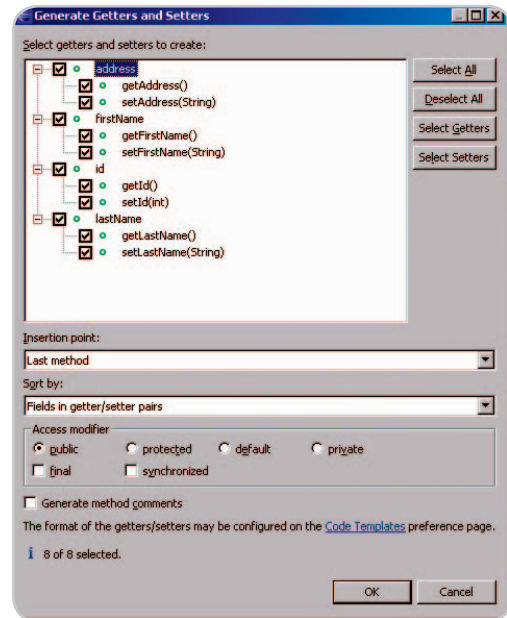 Generate Getters and Setters
Select getters and setters to create:
address
getAddress()
setAddress(String)
firstName
getFirstName()
setFirstName(String)
id
getId()
setId(int)
lastName
getLastName()
setLastName(String)
Select All
Deselect All
Select Getters
Select Setters
Insertion point:
Last method
Sort by:
Fields in getter/setter pairs
Access modifier
public protected default private
final synchronized
Generate method comments
The format of the getters/setters may be configured on the Code Templates preference page.
i 8 of 8 selected.
OK Cancel